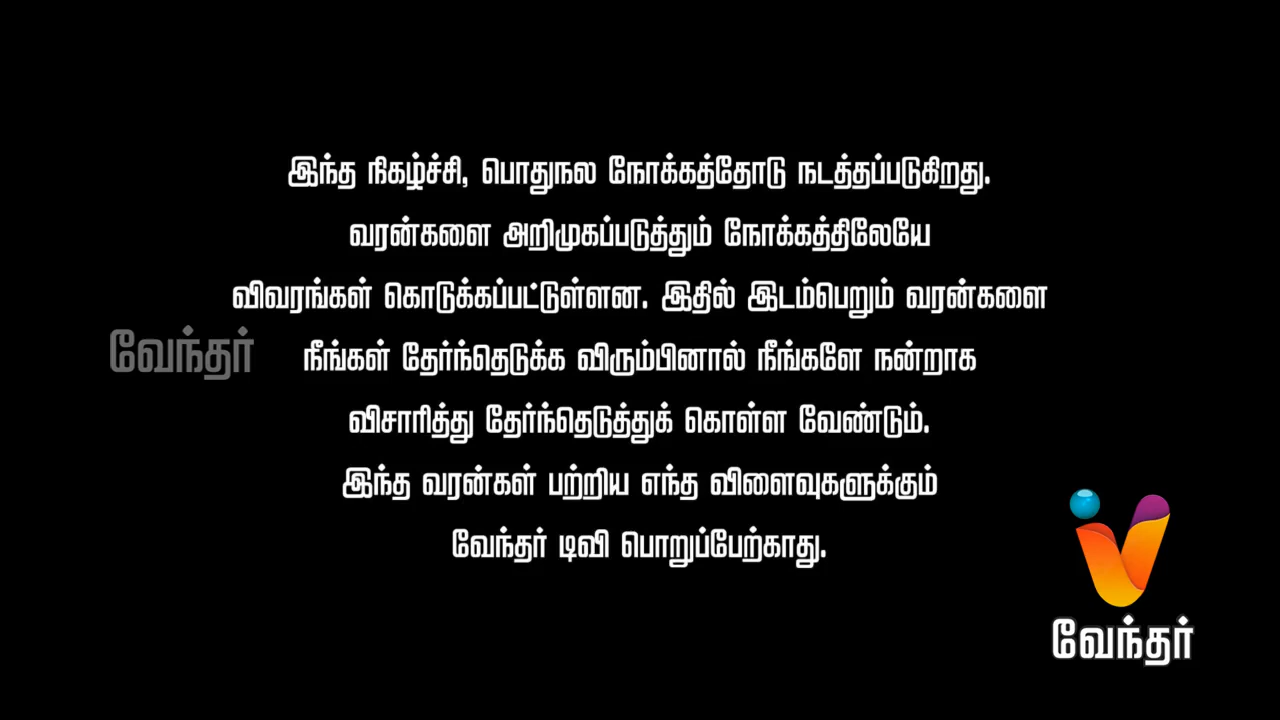 இந்த நிகழ்ச்சி, பொதுநல நோக்கத்தோடு நடத்தப்படுகிறது.
வரன்களை அறிமுகப்படுத்தும் நோக்கத்திலேயே
விவரங்கள் கொடுக்கப்பட்டுள்ளன. இதில் இடம்பெறும் வரன்களை
வேந்தர்
நீங்கள் தேர்ந்தெடுக்க விரும்பினால் நீங்களே நன்றாக
விசாரித்து தேர்ந்தெடுத்துக் கொள்ள வேண்டும்.
இந்த வரன்கள் பற்றிய எந்த விளைவுகளுக்கும்
வேந்தர் டிவி பொறுப்பேற்காது.
வேந்தர்